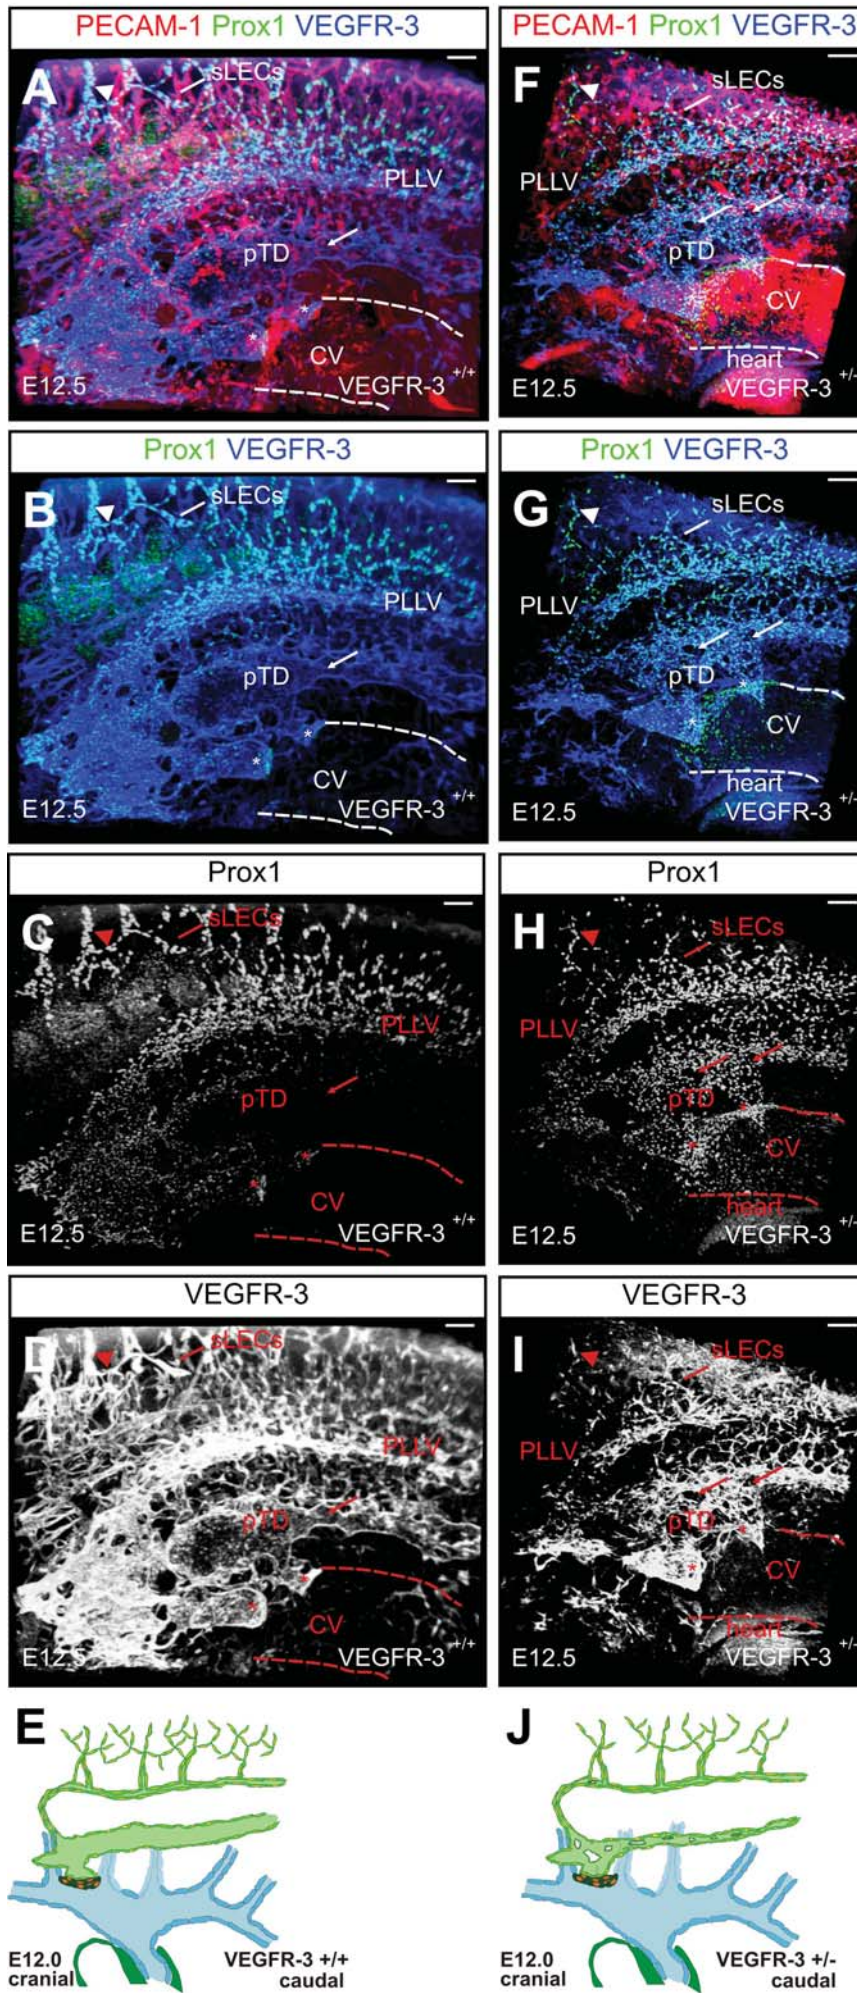 PECAM-1 Prox1 VEGFR-3
A
sLECs
PLLV
pTD
*
*
CV
E12.5
VEGFR-3 +/+
PECAM-1 Prox1 VEGFR-3
F
sLECs
PLLV
pTD
CV
heart
E12.5
VEGFR-3 +/-
Prox1 VEGFR-3
B
sLECs
PLLV
pTD
*
*
CV
E12.5
VEGFR-3 +/+
Prox1 VEGFR-3
G
sLECs
PLLV
pTD
*
*
CV
heart
E12.5
VEGFR-3 +/-
Prox1
C
sLECs
PLLV
pTD
*
*
CV
E12.5
VEGFR-3 +/+
Prox1
H
sLECs
PLLV
pTD
*
*
CV
heart
E12.5
VEGFR-3 +/-
VEGFR-3
D
sLECs
PLLV
pTD
*
*
CV
E12.5
VEGFR-3 +/+
VEGFR-3
I
sLECs
PLLV
pTD
*
*
CV
heart
E12.5
VEGFR-3 +/-
E
E12.0
cranial
VEGFR-3 +/+
caudal
J
E12.0
cranial
VEGFR-3 +/-
caudal